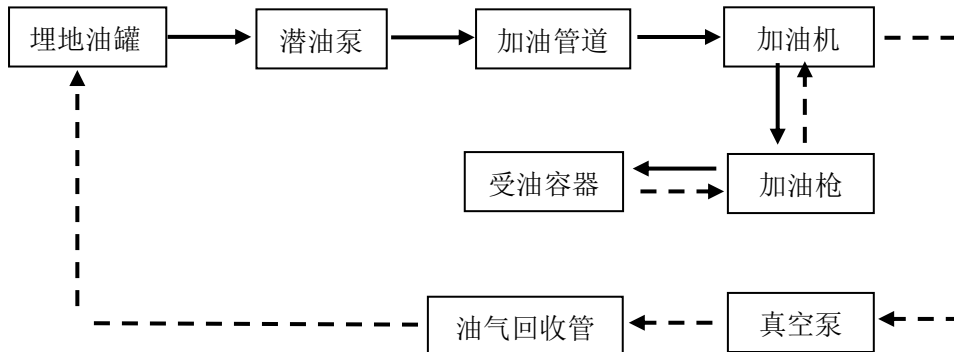 埋地油罐
潜油泵
加油管道
加油机
受油容器
加油枪
油气回收管
真空泵